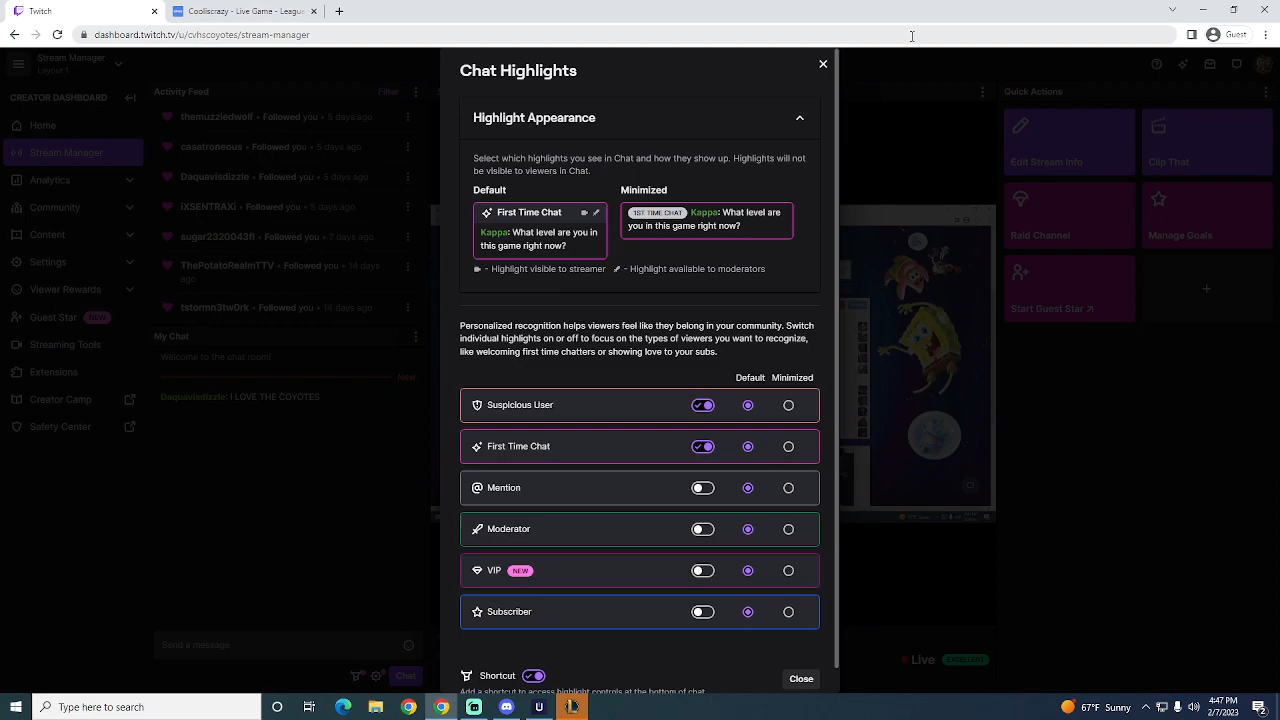 Twitch
Cooliscray - Game - League
dashboard.twitch.tv/u/coolsicray/stream-manager
Guest
Stream Manager
Layout 1
CREATOR DASHBOARD
Home
Stream Manager
Analytics
Community
Content
Settings
Viewer Rewards
Guest Star NEW
Streaming Tools
Extensions
Creator Camp
Safety Center
Activity Feed
Filter
themuzzledwolf • Followed you • 5 days ago
casatroneous • Followed you • 5 days ago
Daquavisdizzle • Followed you • 5 days ago
iXSENTRAXi • Followed you • 5 days ago
sugar2320043fi • Followed you • 7 days ago
ThePotatoRealmTTV • Followed you • 14 days
ago
tstormn3tw0rk • Followed you • 14 days ago
My Chat
Welcome to the chat room!
New
Daquavisdizzle: I LOVE THE COYOTES
Send a message
Chat
Chat Highlights
Highlight Appearance
Select which highlights you see in Chat and how they show up. Highlights will not
be visible to viewers in Chat.
Default
First Time Chat
Kappa: What level are you in
this game right now?
Minimized
1ST TIME CHAT Kappa: What level are
you in this game right now?
- Highlight visible to streamer
- Highlight available to moderators
Personalized recognition helps viewers feel like they belong in your community. Switch
individual highlights on or off to focus on the types of viewers you want to recognize,
like welcoming first time chatters or showing love to your subs.
Default Minimized
Suspicious User
First Time Chat
@ Mention
Moderator
VIP NEW
Subscriber
Shortcut
Add a shortcut to access highlight controls at the bottom of chat.
Close
Quick Actions
Edit Stream Info
Clip That
Raid Channel
Manage Goals
Start Guest Star
Live EXCELLENT
Type here to search
71°F Sunny
4:47 PM